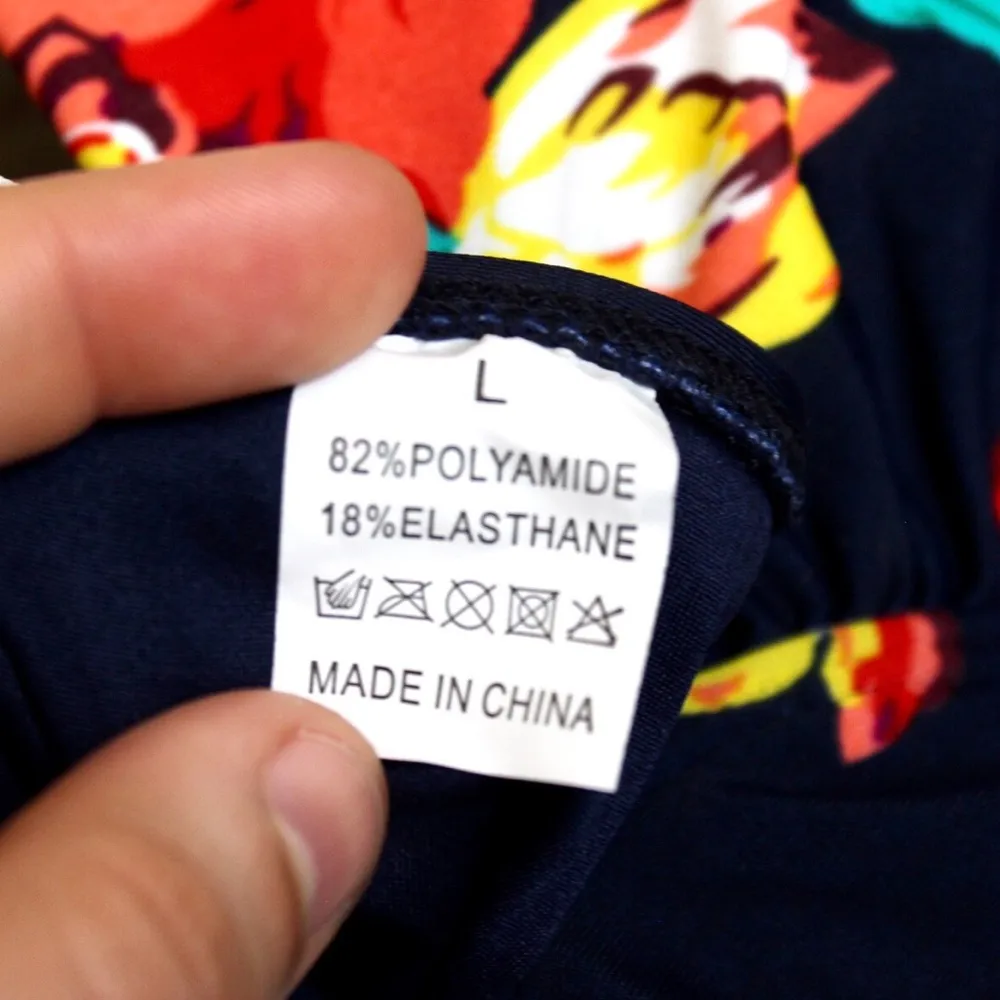 L
82%POLYAMIDE
18%ELASTHANE
MADE IN CHINA